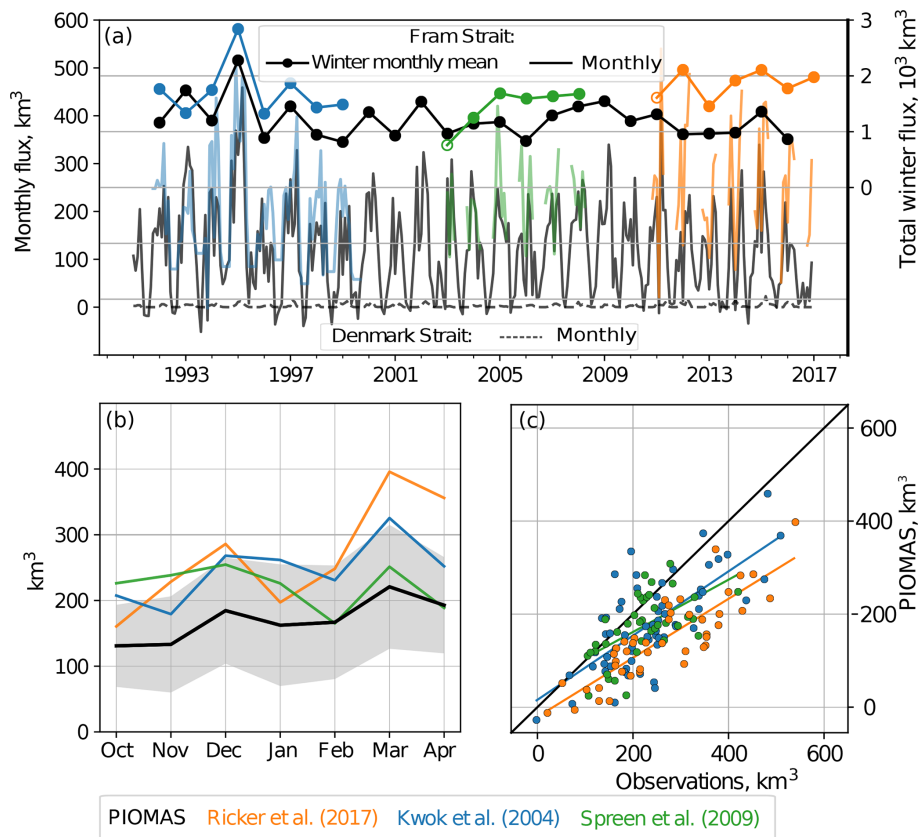 (a)
Fram Strait:
Winter monthly mean
Monthly
Denmark Strait:
Monthly
Monthly flux, km³
600
500
400
300
200
100
0
Total winter flux, 10³ km³
3
2
1
0
1993 1997 2001 2005 2009 2013 2017
(b)
km³
400
300
200
100
0
Oct Nov Dec Jan Feb Mar Apr
(c)
PIOMAS, km³
600
400
200
0
0 200 400 600
Observations, km³
PIOMAS Ricker et al. (2017) Kwok et al. (2004) Spreen et al. (2009)